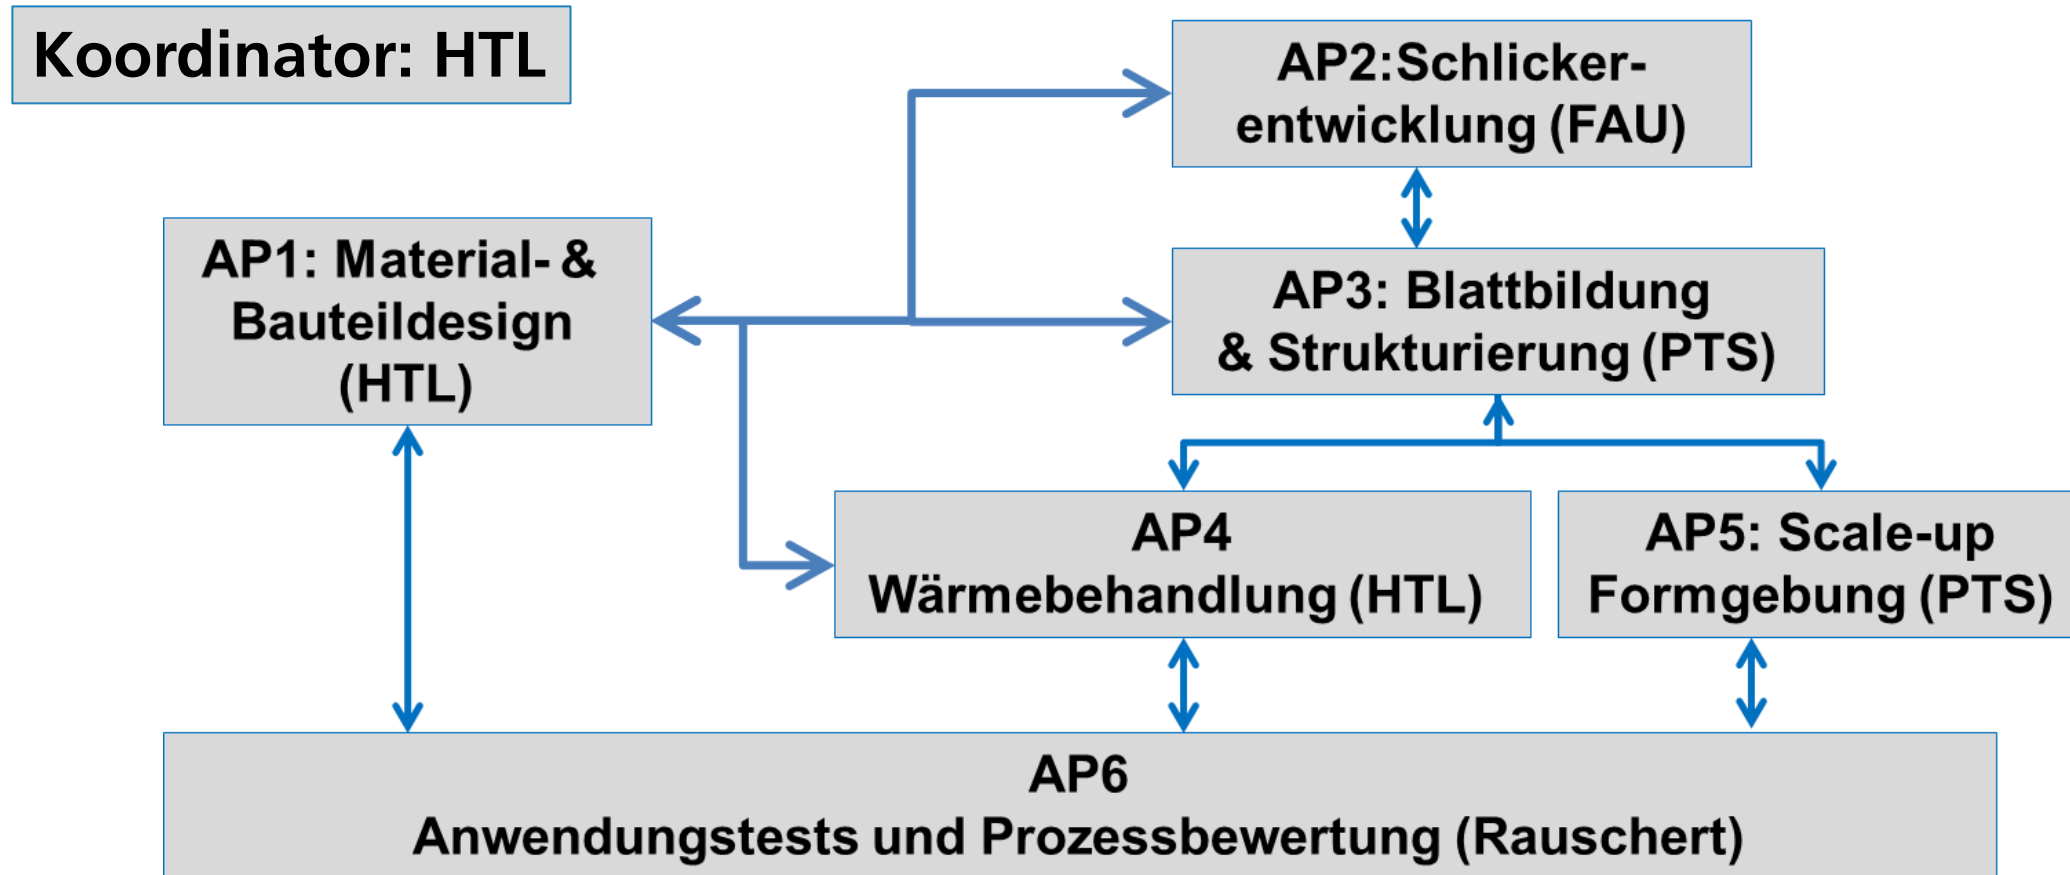 Koordinator: HTL
AP2:Schlicker-
entwicklung (FAU)
AP1: Material- &
Bauteildesign
(HTL)
AP3: Blattbildung
& Strukturierung (PTS)
AP4
Wärmebehandlung (HTL)
AP5: Scale-up
Formgebung (PTS)
AP6
Anwendungstests und Prozessbewertung (Rauschert)